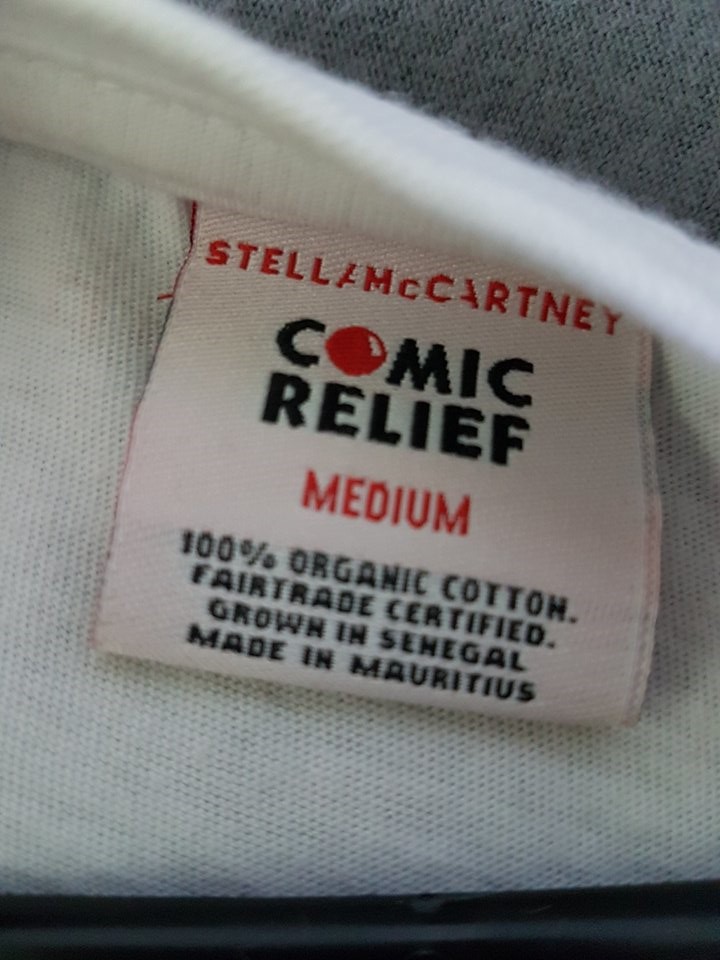 STELLA McCARTNEY
COMIC
RELIEF
MEDIUM
100% ORGANIC COTTON.
FAIRTRADE CERTIFIED.
GROWN IN SENEGAL
MADE IN MAURITIUS